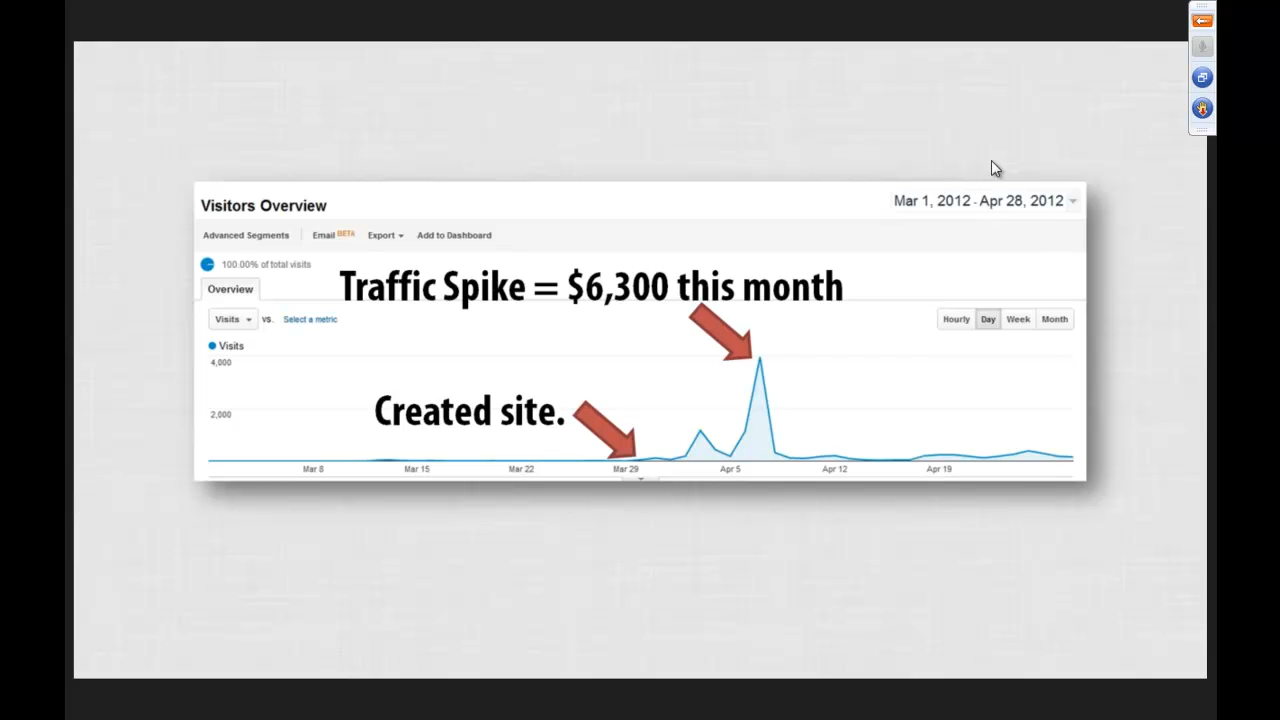 Visitors Overview
Mar 1, 2012 - Apr 28, 2012
Advanced Segments Email BETA Export Add to Dashboard
100.00% of total visits
Traffic Spike = $6,300 this month
Overview
Visits vs. Select a metric
Hourly Day Week Month
Visits
4,000
Created site.
2,000
Mar 8 Mar 15 Mar 22 Mar 29 Apr 5 Apr 12 Apr 19